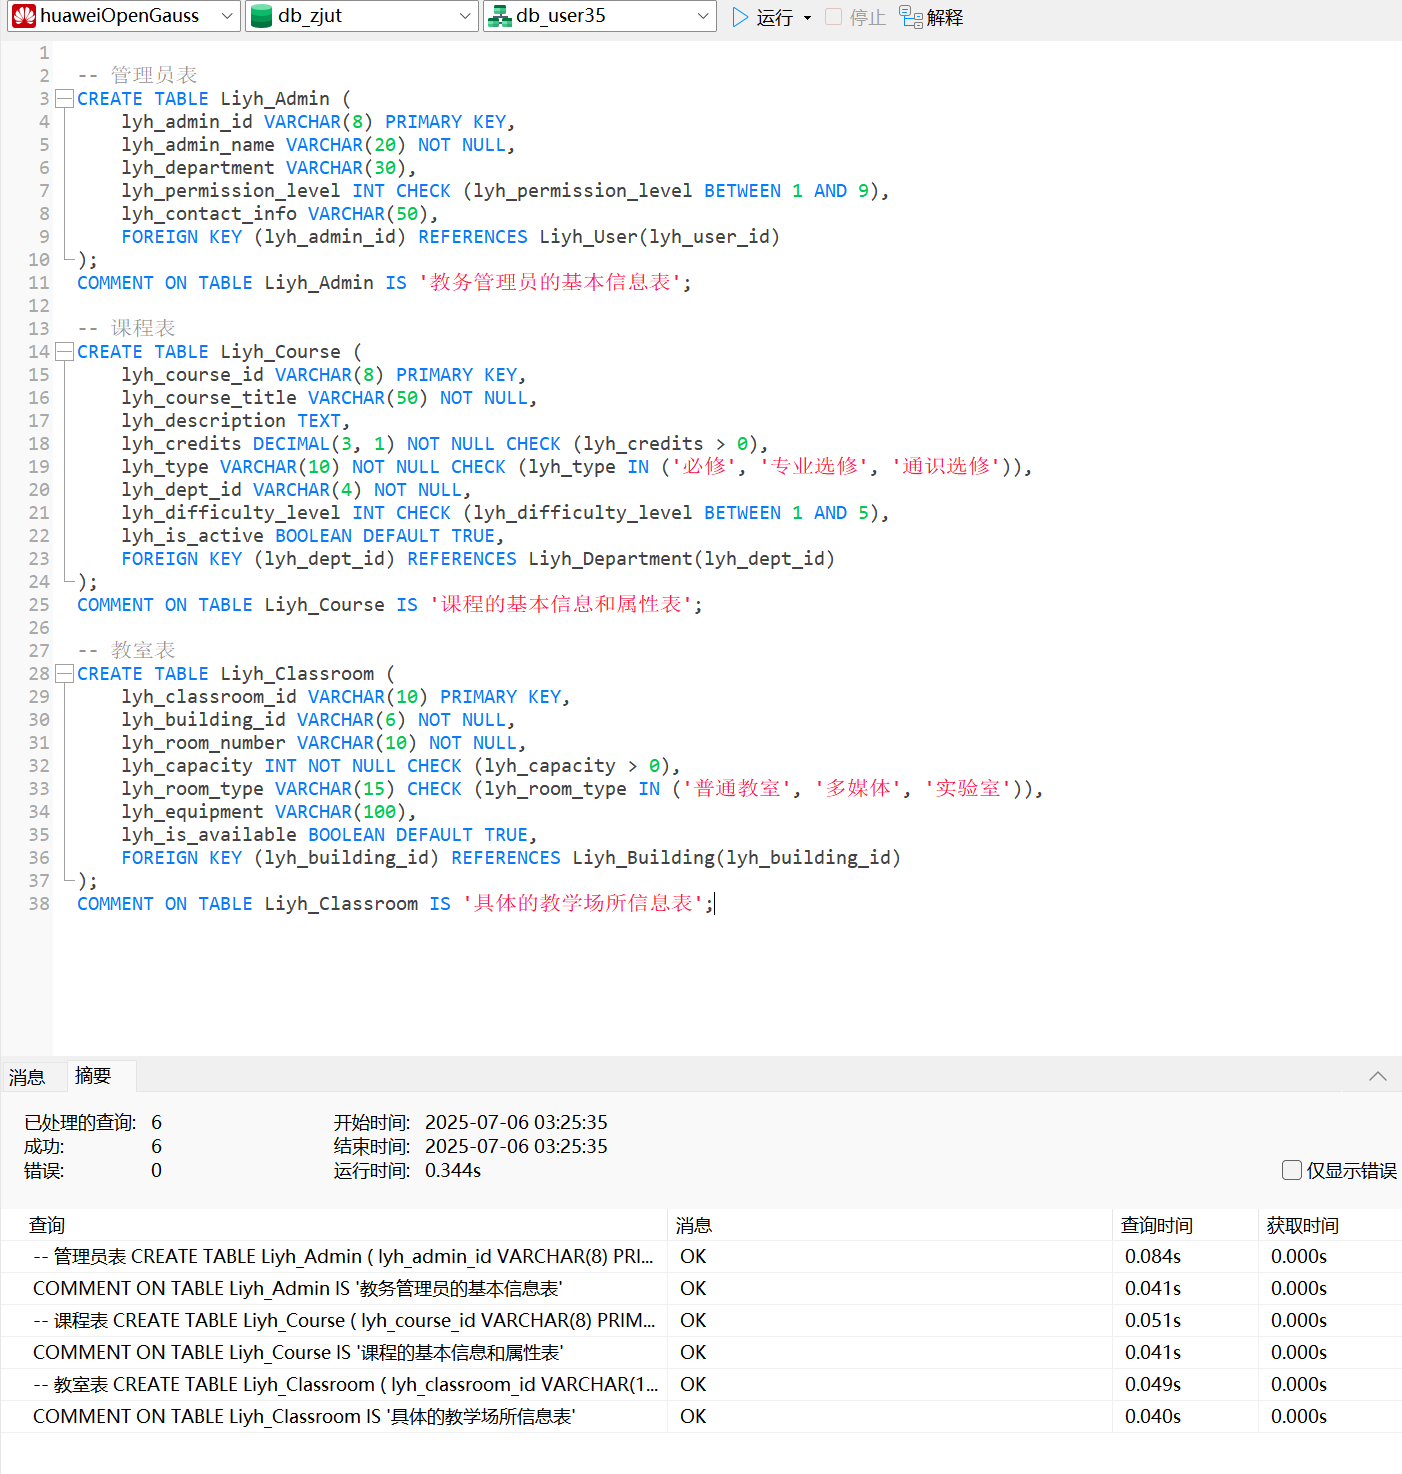 huaweiOpenGauss db_zjut db_user35 运行 停止 解释
1
2 -- 管理员表
3 CREATE TABLE Liyh_Admin (
4 lyh_admin_id VARCHAR(8) PRIMARY KEY,
5 lyh_admin_name VARCHAR(20) NOT NULL,
6 lyh_department VARCHAR(30),
7 lyh_permission_level INT CHECK (lyh_permission_level BETWEEN 1 AND 9),
8 lyh_contact_info VARCHAR(50),
9 FOREIGN KEY (lyh_admin_id) REFERENCES Liyh_User(lyh_user_id)
10 );
11 COMMENT ON TABLE Liyh_Admin IS '教务管理员的基本信息表';
12
13 -- 课程表
14 CREATE TABLE Liyh_Course (
15 lyh_course_id VARCHAR(8) PRIMARY KEY,
16 lyh_course_title VARCHAR(50) NOT NULL,
17 lyh_description TEXT,
18 lyh_credits DECIMAL(3, 1) NOT NULL CHECK (lyh_credits > 0),
19 lyh_type VARCHAR(10) NOT NULL CHECK (lyh_type IN ('必修', '专业选修', '通识选修')),
20 lyh_dept_id VARCHAR(4) NOT NULL,
21 lyh_difficulty_level INT CHECK (lyh_difficulty_level BETWEEN 1 AND 5),
22 lyh_is_active BOOLEAN DEFAULT TRUE,
23 FOREIGN KEY (lyh_dept_id) REFERENCES Liyh_Department(lyh_dept_id)
24 );
25 COMMENT ON TABLE Liyh_Course IS '课程的基本信息和属性表';
26
27 -- 教室表
28 CREATE TABLE Liyh_Classroom (
29 lyh_classroom_id VARCHAR(10) PRIMARY KEY,
30 lyh_building_id VARCHAR(6) NOT NULL,
31 lyh_room_number VARCHAR(10) NOT NULL,
32 lyh_capacity INT NOT NULL CHECK (lyh_capacity > 0),
33 lyh_room_type VARCHAR(15) CHECK (lyh_room_type IN ('普通教室', '多媒体', '实验室')),
34 lyh_equipment VARCHAR(100),
35 lyh_is_available BOOLEAN DEFAULT TRUE,
36 FOREIGN KEY (lyh_building_id) REFERENCES Liyh_Building(lyh_building_id)
37 );
38 COMMENT ON TABLE Liyh_Classroom IS '具体的教学场所信息表';
消息 摘要
已处理的查询: 6 开始时间: 2025-07-06 03:25:35
成功: 6 结束时间: 2025-07-06 03:25:35
错误: 0 运行时间: 0.344s 仅显示错误
查询 消息 查询时间 获取时间
-- 管理员表 CREATE TABLE Liyh_Admin ( lyh_admin_id VARCHAR(8) PRI... OK 0.084s 0.000s
COMMENT ON TABLE Liyh_Admin IS '教务管理员的基本信息表' OK 0.041s 0.000s
-- 课程表 CREATE TABLE Liyh_Course ( lyh_course_id VARCHAR(8) PRIM... OK 0.051s 0.000s
COMMENT ON TABLE Liyh_Course IS '课程的基本信息和属性表' OK 0.041s 0.000s
-- 教室表 CREATE TABLE Liyh_Classroom ( lyh_classroom_id VARCHAR(1... OK 0.049s 0.000s
COMMENT ON TABLE Liyh_Classroom IS '具体的教学场所信息表' OK 0.040s 0.000s